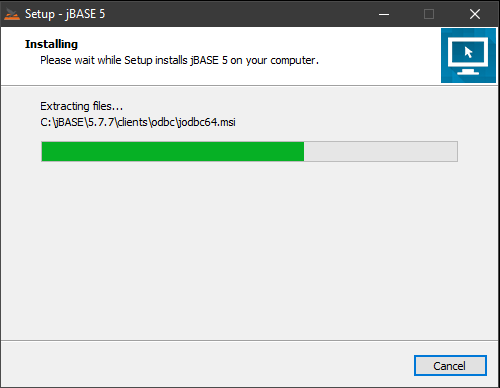 Setup - jBASE 5
Installing
Please wait while Setup installs jBASE 5 on your computer.
Extracting files...
C:\jBASE\5.7.7\clients\odbc\jodbc64.msi
Cancel